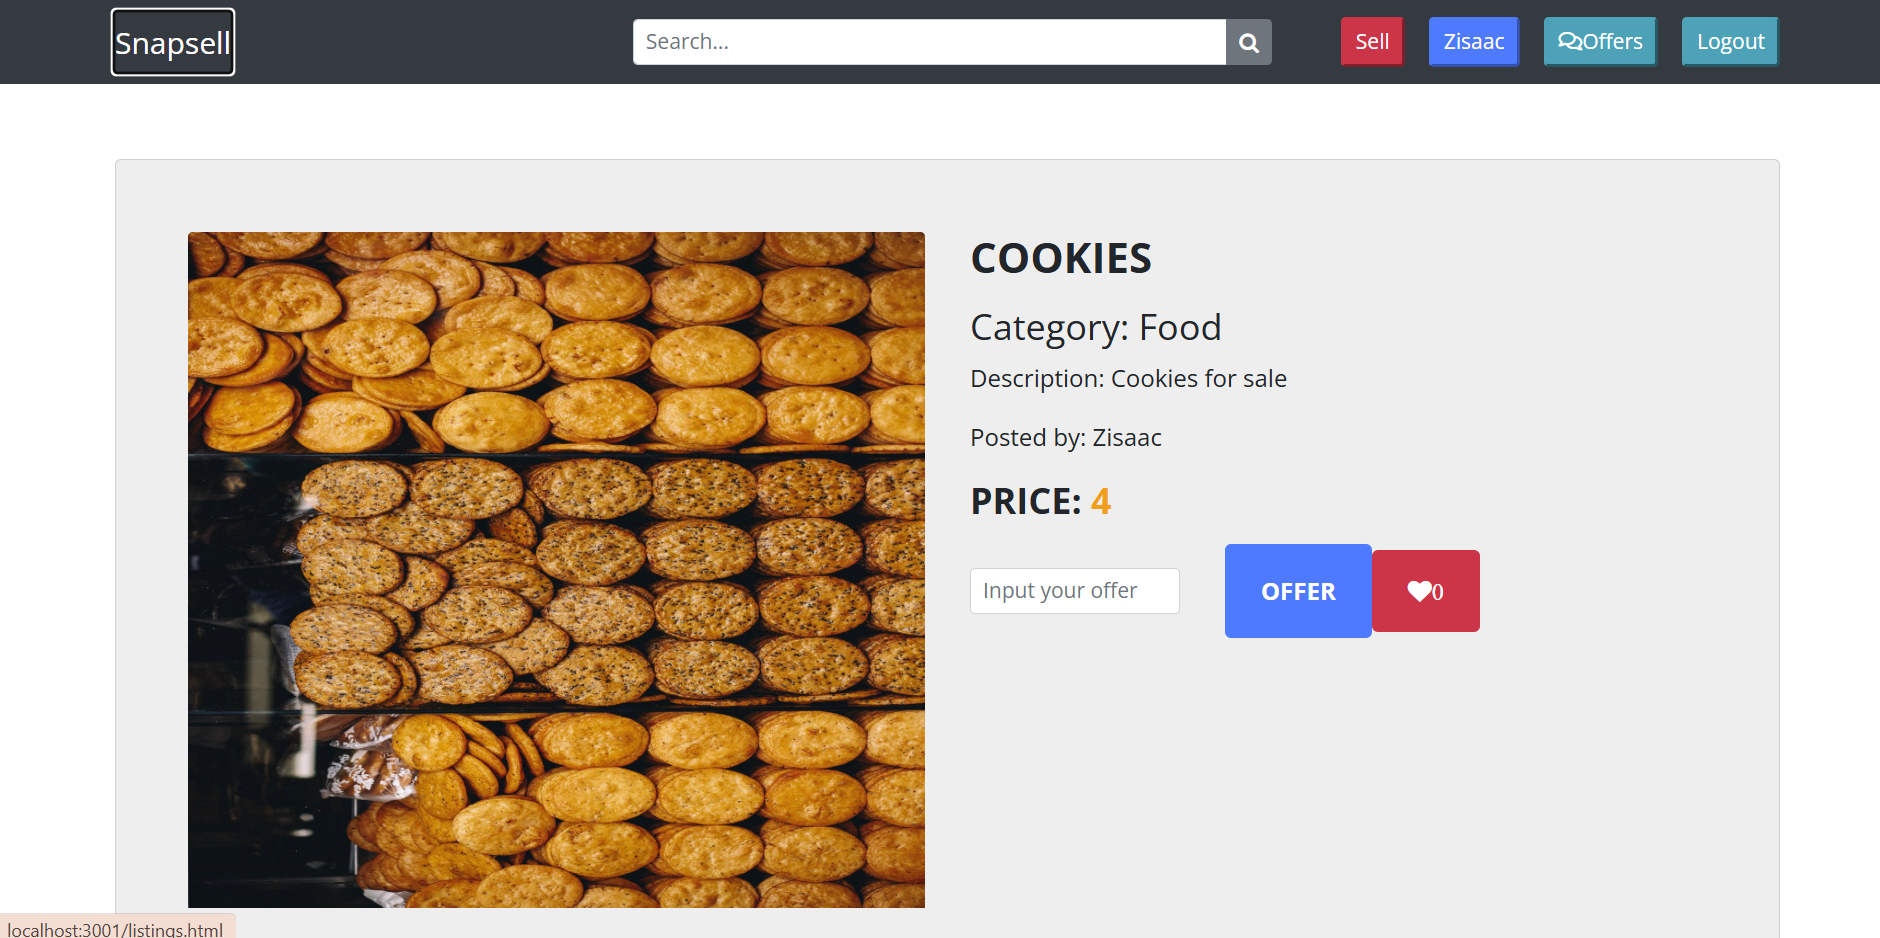 Snapsell
Search...
Sell
Zisaac
Offers
Logout
COOKIES
Category: Food
Description: Cookies for sale
Posted by: Zisaac
PRICE: 4
Input your offer
OFFER
0
localhost:3001/listings.html